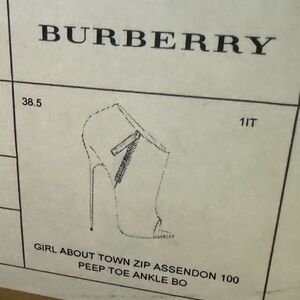 BURBERRY
38.5
1IT
GIRL ABOUT TOWN ZIP ASSENDON 100
PEEP TOE ANKLE BO